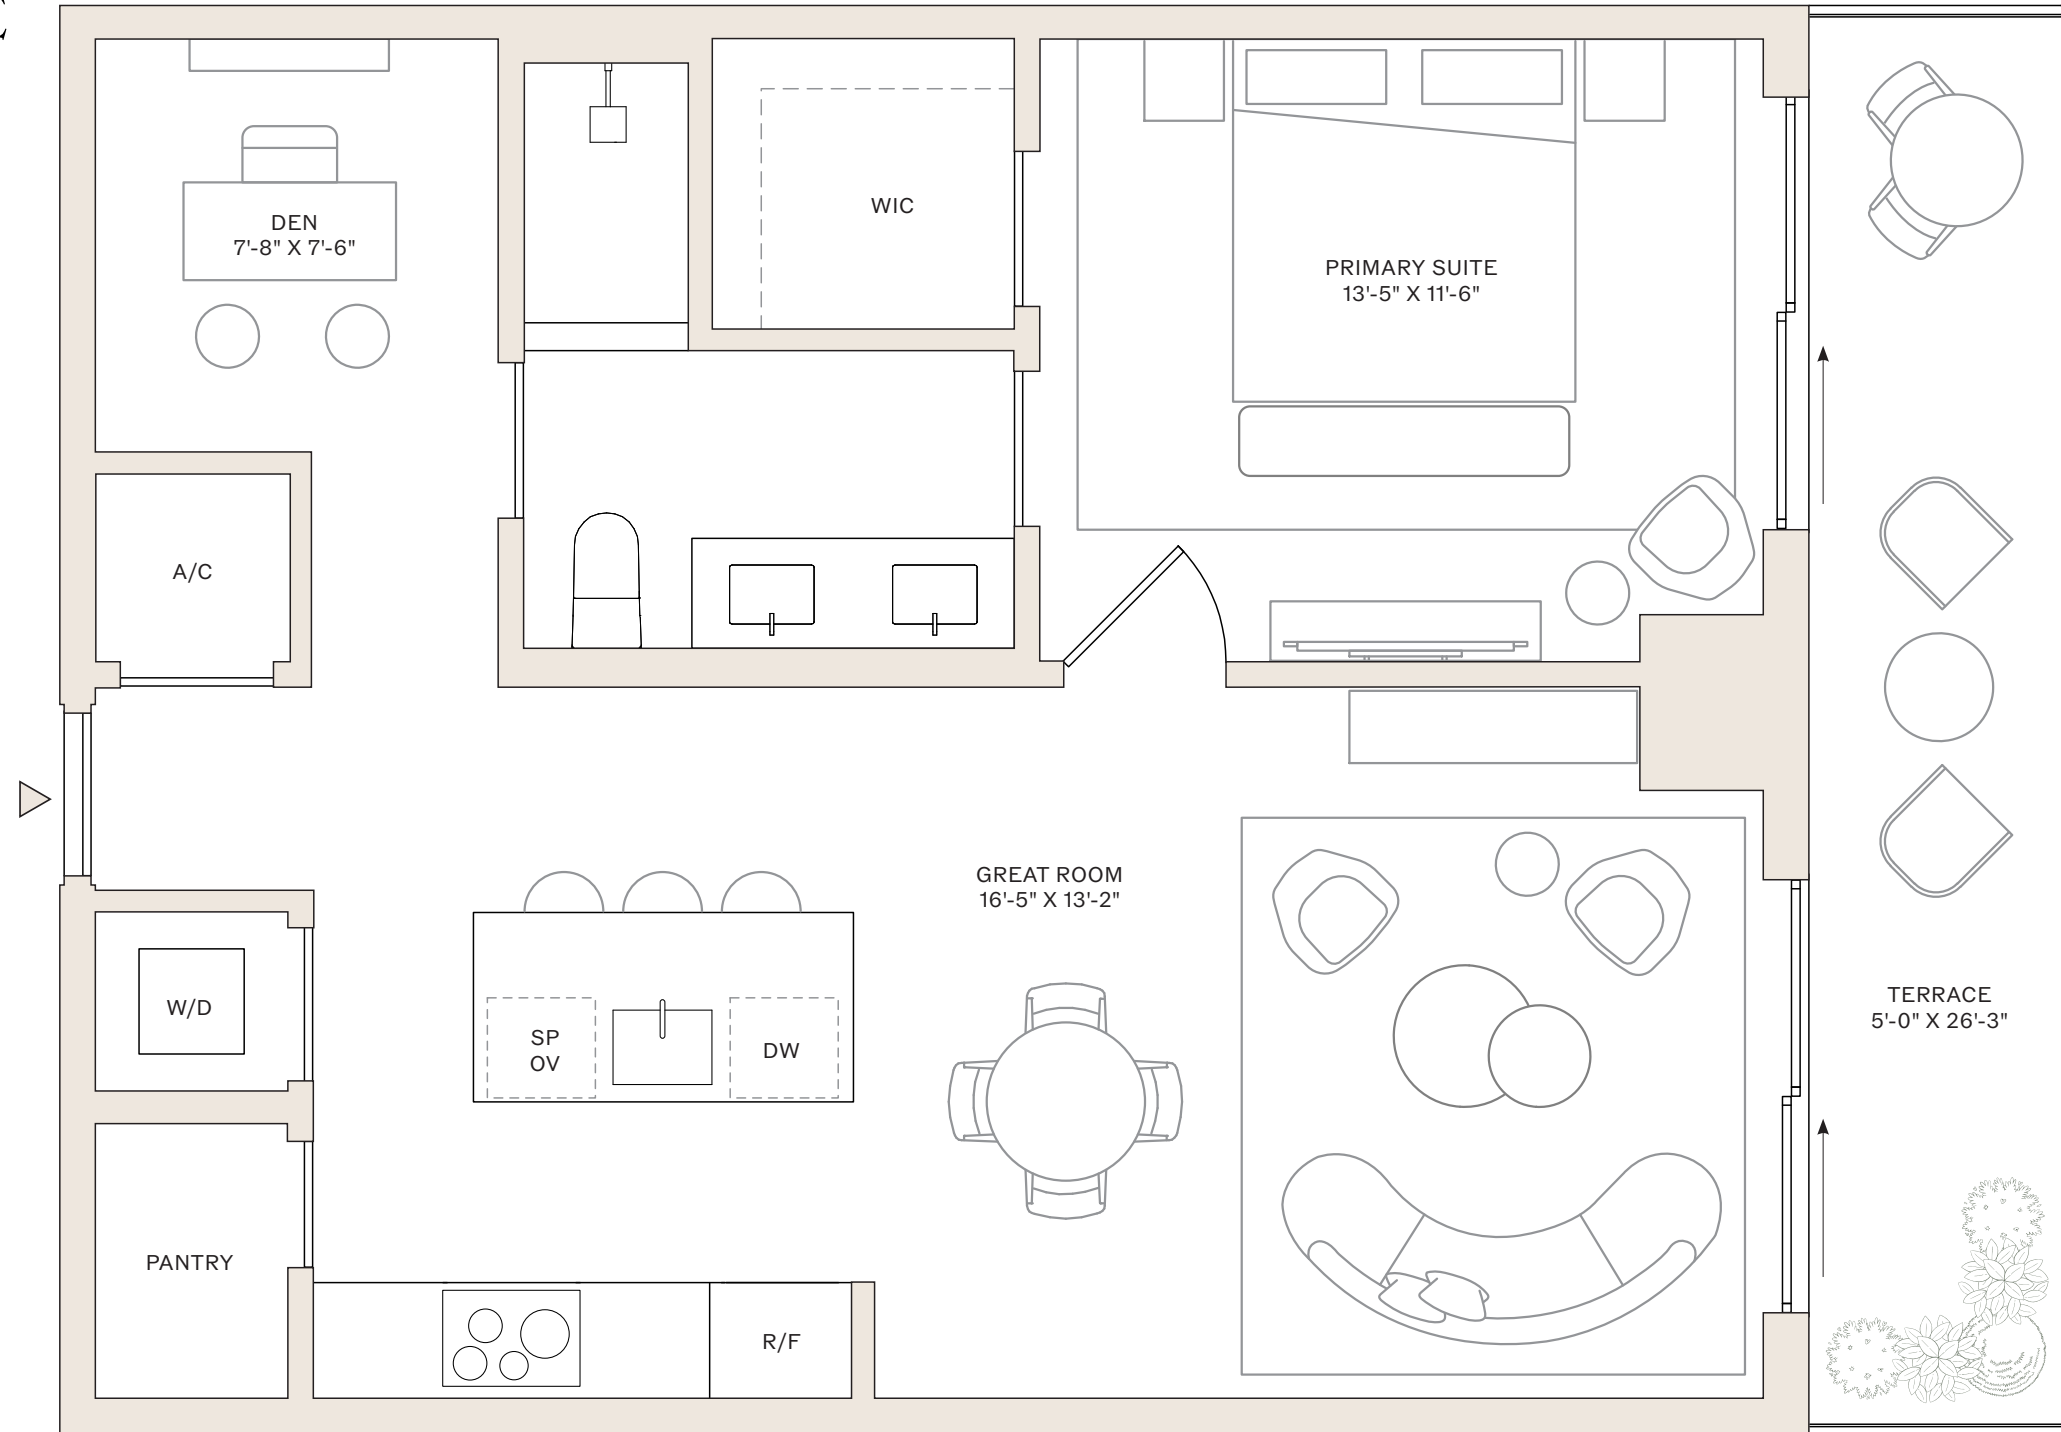 DEN
7'-8" X 7'-6"
WIC
PRIMARY SUITE
13'-5" X 11'-6"
A/C
GREAT ROOM
16'-5" X 13'-2"
W/D
SP
OV
DW
TERRACE
5'-0" X 26'-3"
PANTRY
R/F